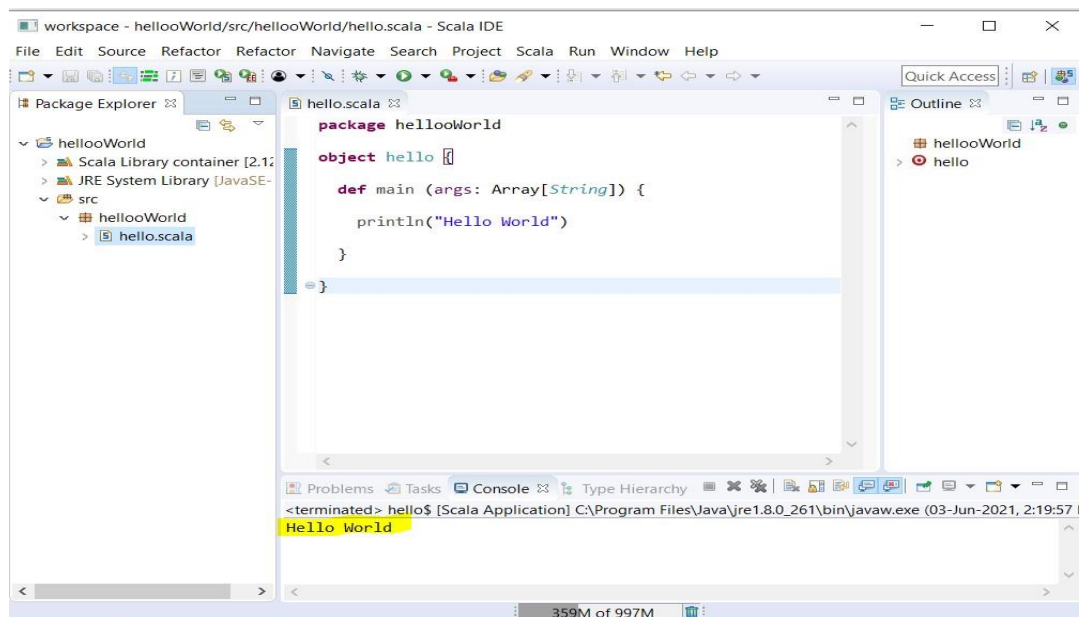 workspace - hellooWorld/src/hellooWorld/hello.scala - Scala IDE
File Edit Source Refactor Refactor Navigate Search Project Scala Run Window Help
Quick Access
Package Explorer
hellooWorld
Scala Library container [2.12
JRE System Library [JavaSE-
src
hellooWorld
hello.scala
hello.scala
package hellooWorld
object hello {
def main (args: Array[String]) {
println("Hello World")
}
}
Outline
hellooWorld
hello
Problems Tasks Console Type Hierarchy
<terminated> hello$ [Scala Application] C:\Program Files\Java\jre1.8.0_261\bin\javaw.exe (03-Jun-2021, 2:19:57
Hello World
359M of 997M